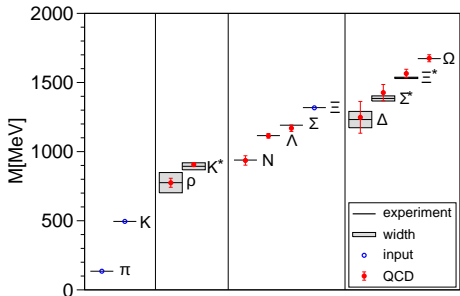 2000
1500
1000
500
0
M[MeV]
π
K
ρ
K*
N
Λ
Σ
Ξ
Δ
Σ*
Ξ*
Ω
experiment
width
input
QCD